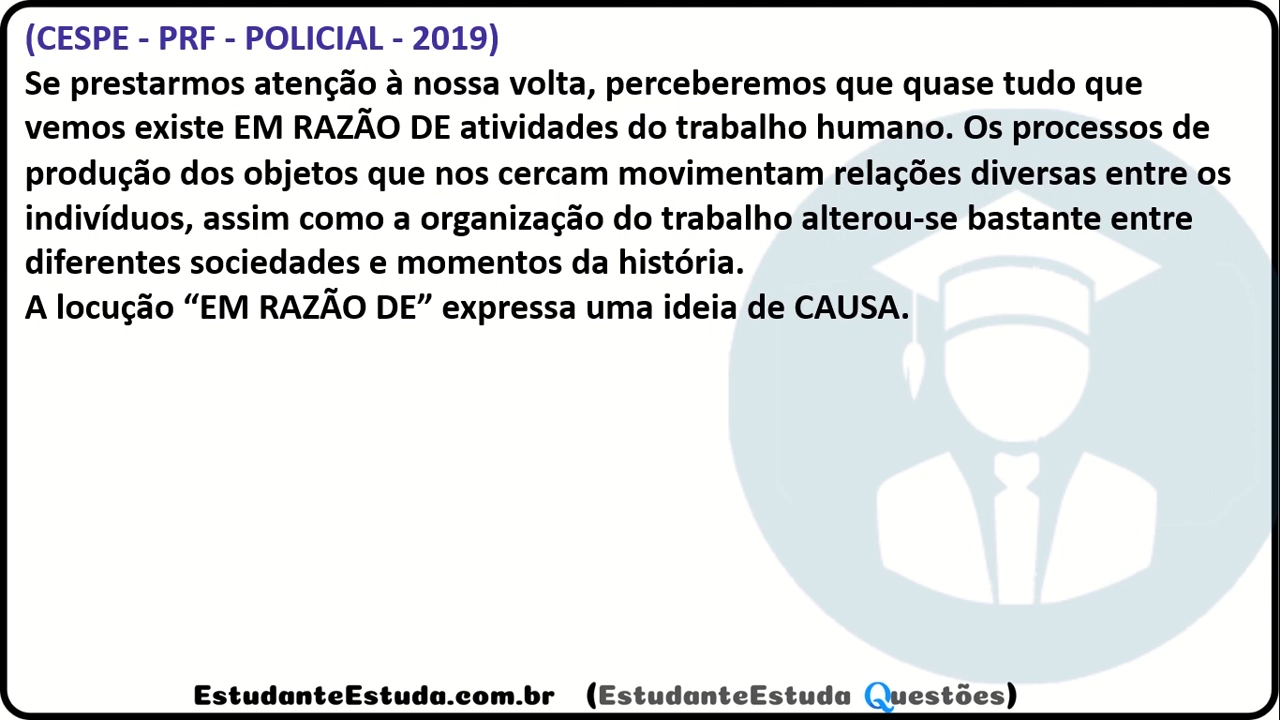 (CESPE - PRF - POLICIAL - 2019)
Se prestarmos atenção à nossa volta, perceberemos que quase tudo que
vemos existe EM RAZÃO DE atividades do trabalho humano. Os processos de
produção dos objetos que nos cercam movimentam relações diversas entre os
indivíduos, assim como a organização do trabalho alterou-se bastante entre
diferentes sociedades e momentos da história.
A locução “EM RAZÃO DE” expressa uma ideia de CAUSA.
EstudanteEstuda.com.br (EstudanteEstuda Questões)